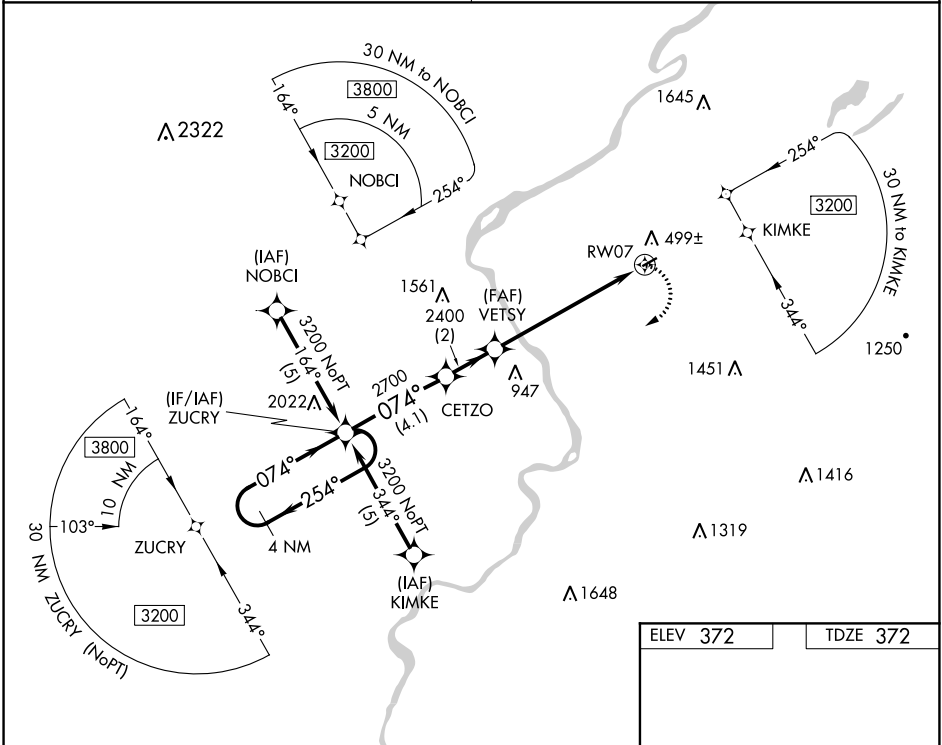 30 NM to NOBCI
3800
164°
5 NM
3200
NOBCI
254°
2322
1645
254°
30 NM to KIMKE
3200
KIMKE
344°
1250
RW07
499±
(IAF)
NOBCI
3200 NoPT
164°
(5)
1561
2400
(2)
(FAF)
VETSY
947
1451
2700
074°
(4.1)
CETZO
(IF/IAF)
ZUCRY
2022
074°
254°
4 NM
3200 NoPT
344°
(5)
(IAF)
KIMKE
164°
3800
10 NM
103°
ZUCRY
3200
344°
30 NM ZUCRY (NoPT)
1416
1319
1648
ELEV 372
TDZE 372